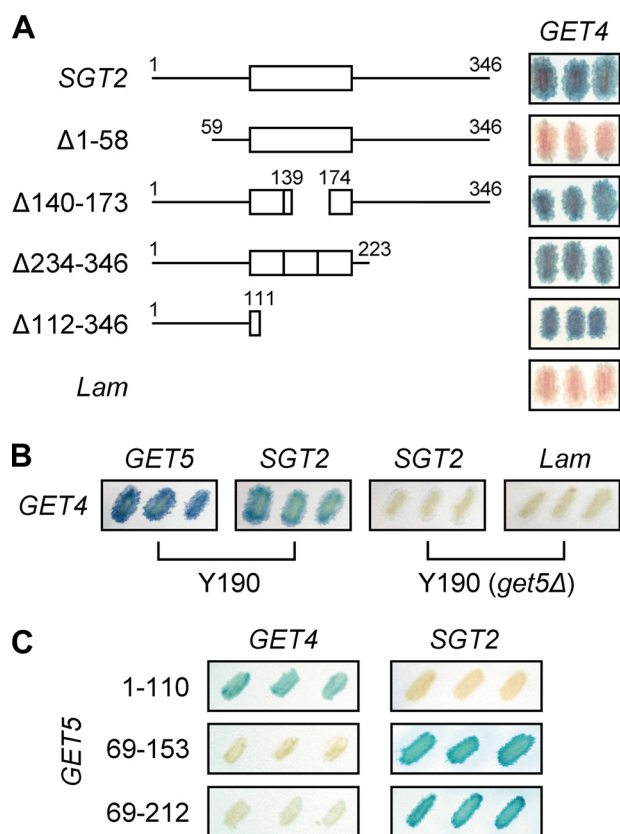 A
GET4
SGT2 1 346
Δ1-58 59 346
Δ140-173 1 139 174 346
Δ234-346 1 223
Δ112-346 1 111
Lam
B
GET5 SGT2 SGT2 Lam
GET4
Y190 Y190 (get5Δ)
C
GET4 SGT2
GET5
1-110
69-153
69-212